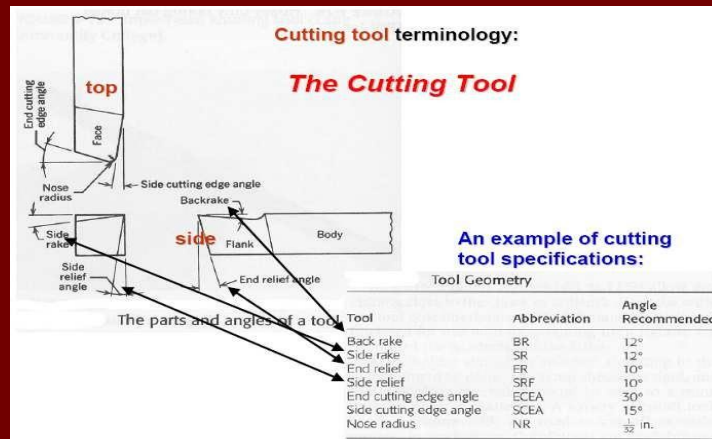 Cutting tool terminology:
The Cutting Tool
top
End cutting
edge angle
Face
Nose
radius
Side cutting edge angle
Backrake
Side
rake
side
Flank
Body
Side
relief
angle
End relief angle
The parts and angles of a tool
An example of cutting
tool specifications:
Tool Geometry
Tool Abbreviation Angle Recommended
Back rake BR 12°
Side rake SR 12°
End relief ER 10°
Side relief SRF 10°
End cutting edge angle ECEA 30°
Side cutting edge angle SCEA 15°
Nose radius NR 1/32 in.